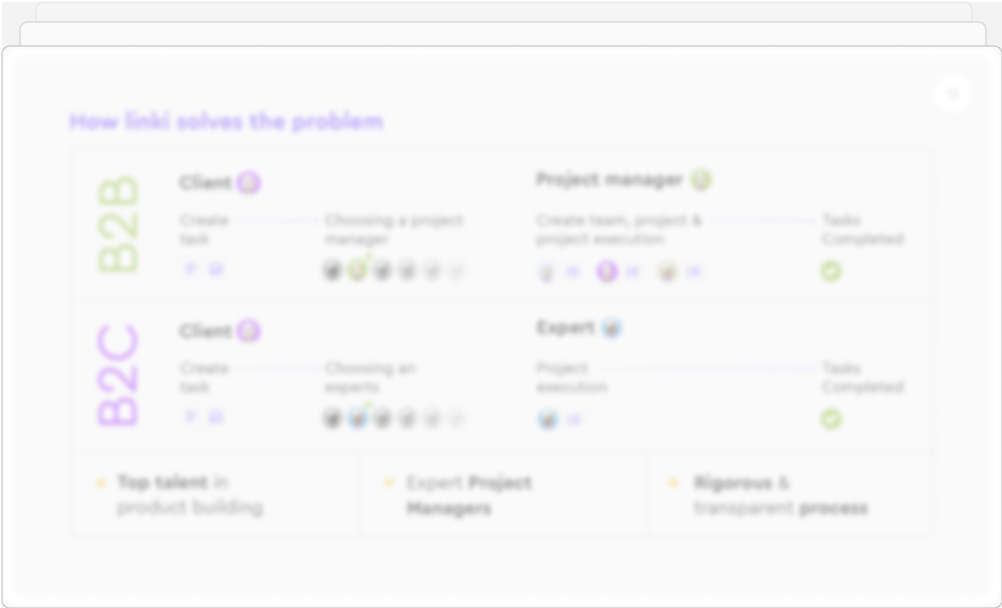 How linki solves the problem
B2B
Client
Project manager
Create
task
Choosing a project
manager
Create team, project &
project execution
Tasks
Completed
B2C
Client
Expert
Create
task
Choosing an
experts
Project
execution
Tasks
Completed
Top talent in
product building
Expert Project
Managers
Rigorous &
transparent process